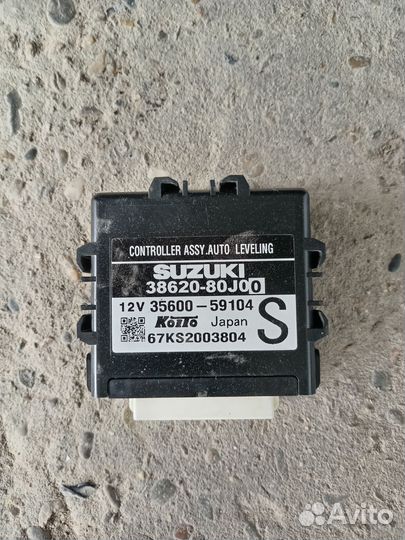 CONTROLLER ASSY.AUTO LEVELING
SUZUKI
38620-80J00
12V 35600-59104
KOITO Japan S
67KS2003804
Avito